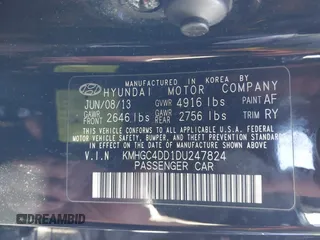 MANUFACTURED IN KOREA
HYUNDAI MOTOR COMPANY
JUN/08/13 GVWR 4916 lbs PAINT AF
GAWR FRONT 2646 lbs GAWR REAR 2756 lbs TRIM RY
THIS VEHICLE CONFORMS TO ALL APPLICABLE
FEDERAL MOTOR VEHICLE SAFETY,
BUMPER, AND THEFT PREVENTION
STANDARDS IN EFFECT ON THE DATE OF
MANUFACTURE SHOWN ABOVE.
V.I.N KMHGC4DD1DU247824
PASSENGER CAR
DREAMBID